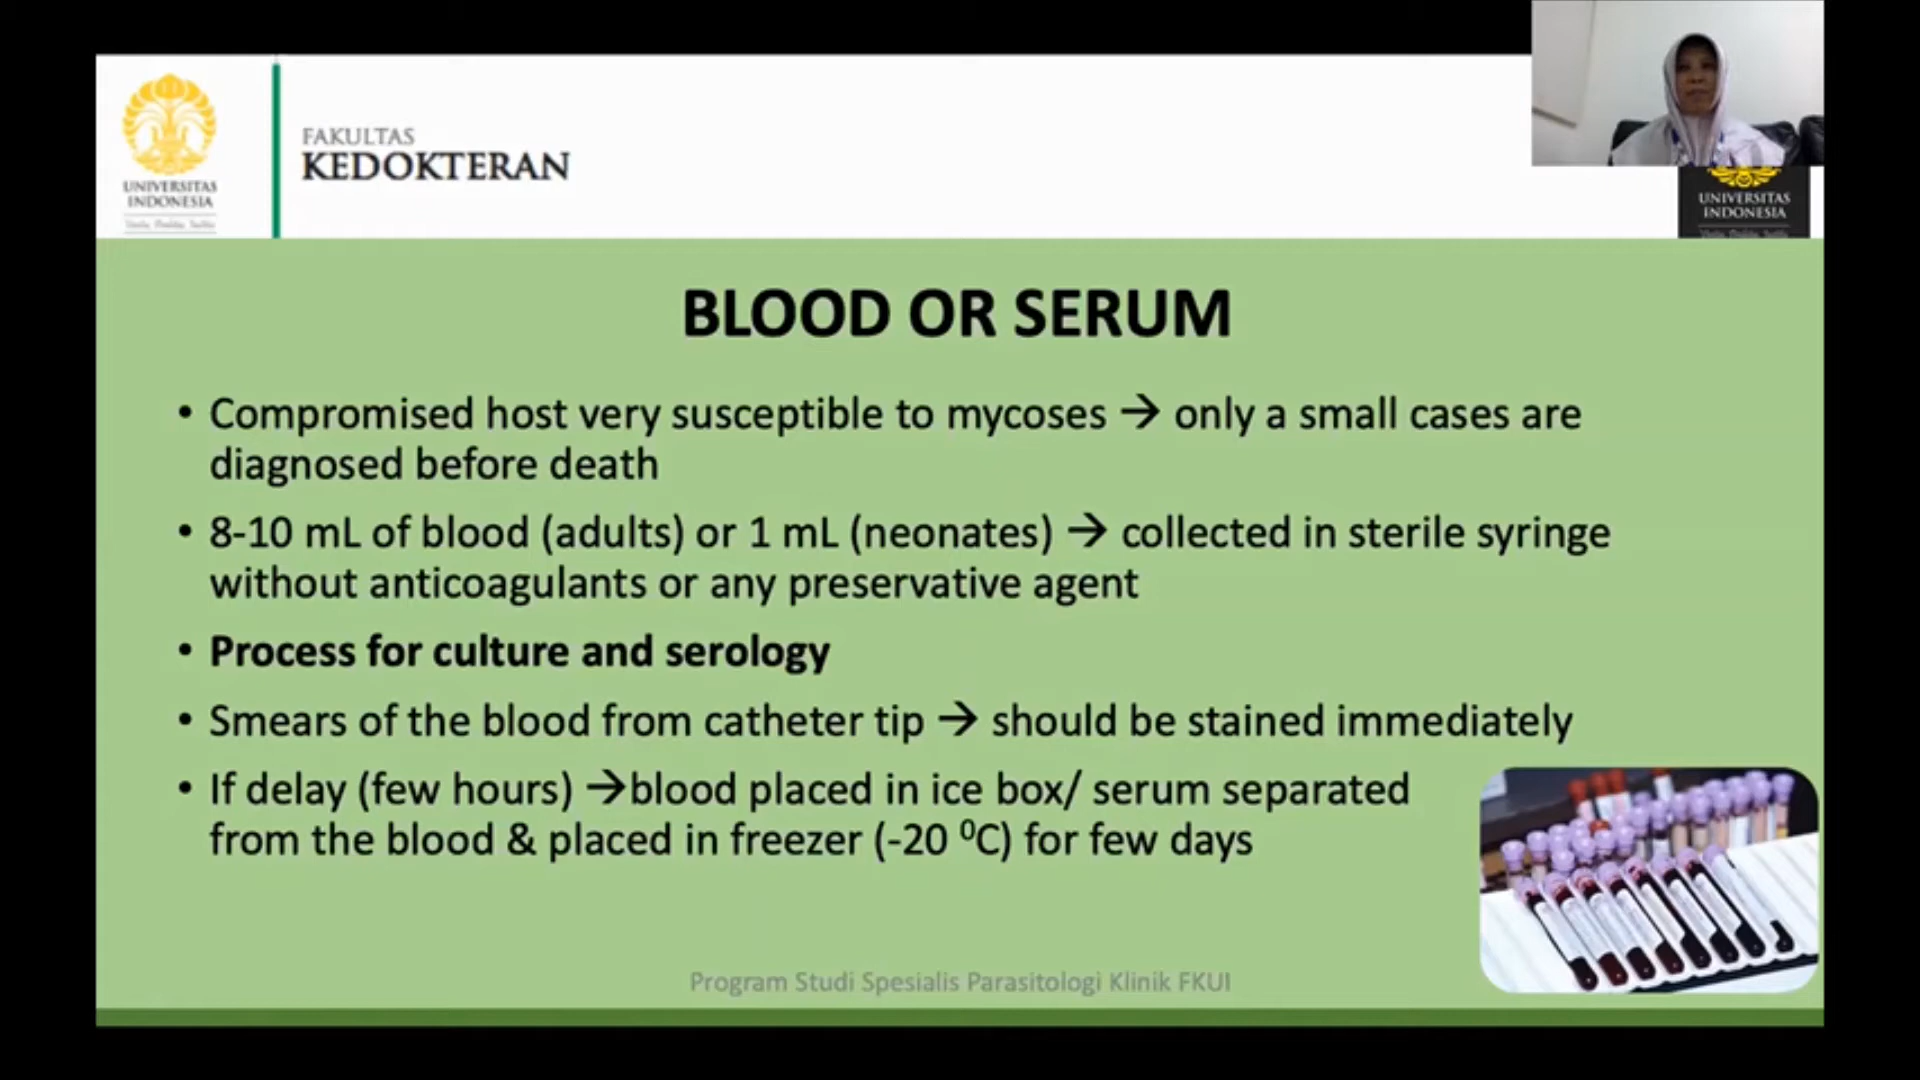 UNIVERSITAS
INDONESIA
FAKULTAS
KEDOKTERAN
UNIVERSITAS
INDONESIA
BLOOD OR SERUM
• Compromised host very susceptible to mycoses → only a small cases are
diagnosed before death
• 8-10 mL of blood (adults) or 1 mL (neonates) → collected in sterile syringe
without anticoagulants or any preservative agent
• Process for culture and serology
• Smears of the blood from catheter tip → should be stained immediately
• If delay (few hours) →blood placed in ice box/ serum separated
from the blood & placed in freezer (-20 ⁰C) for few days
Program Studi Spesialis Parasitologi Klinik FKUI